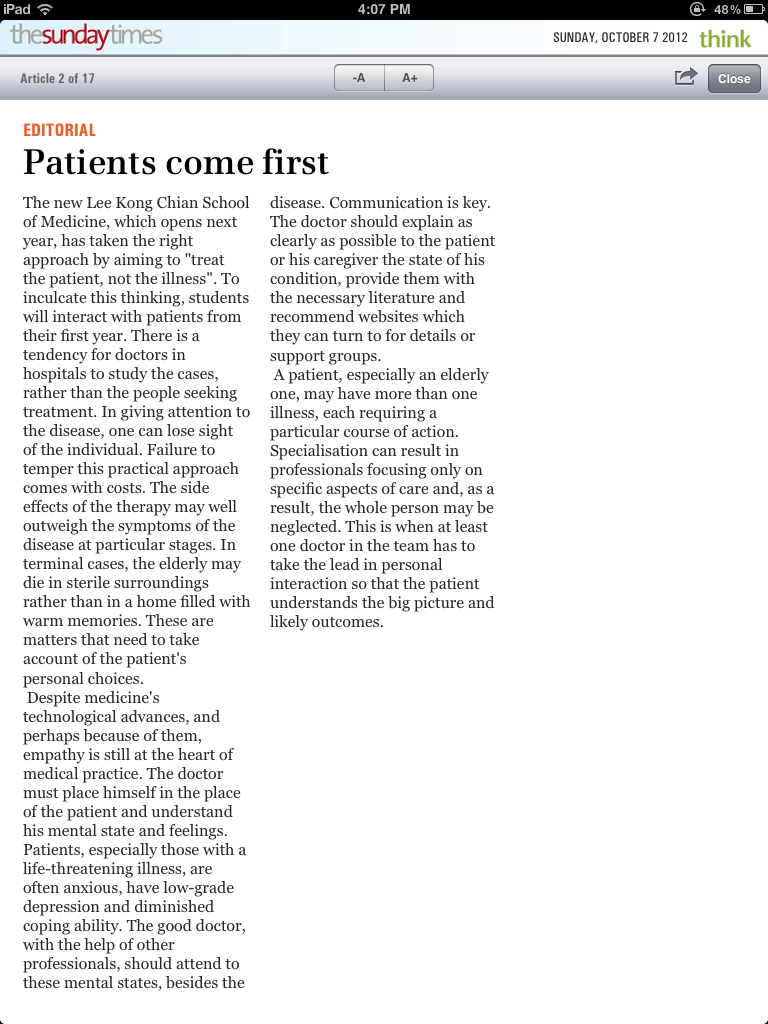 iPad
4:07 PM
48%
thesundaytimes
SUNDAY, OCTOBER 7 2012
think
Article 2 of 17
-A
A+
Close
EDITORIAL
Patients come first
The new Lee Kong Chian School
of Medicine, which opens next
year, has taken the right
approach by aiming to "treat
the patient, not the illness". To
inculcate this thinking, students
will interact with patients from
their first year. There is a
tendency for doctors in
hospitals to study the cases,
rather than the people seeking
treatment. In giving attention to
the disease, one can lose sight
of the individual. Failure to
temper this practical approach
comes with costs. The side
effects of the therapy may well
outweigh the symptoms of the
disease at particular stages. In
terminal cases, the elderly may
die in sterile surroundings
rather than in a home filled with
warm memories. These are
matters that need to take
account of the patient's
personal choices.
Despite medicine's
technological advances, and
perhaps because of them,
empathy is still at the heart of
medical practice. The doctor
must place himself in the place
of the patient and understand
his mental state and feelings.
Patients, especially those with a
life-threatening illness, are
often anxious, have low-grade
depression and diminished
coping ability. The good doctor,
with the help of other
professionals, should attend to
these mental states, besides the
disease. Communication is key.
The doctor should explain as
clearly as possible to the patient
or his caregiver the state of his
condition, provide them with
the necessary literature and
recommend websites which
they can turn to for details or
support groups.
A patient, especially an elderly
one, may have more than one
illness, each requiring a
particular course of action.
Specialisation can result in
professionals focusing only on
specific aspects of care and, as a
result, the whole person may be
neglected. This is when at least
one doctor in the team has to
take the lead in personal
interaction so that the patient
understands the big picture and
likely outcomes.